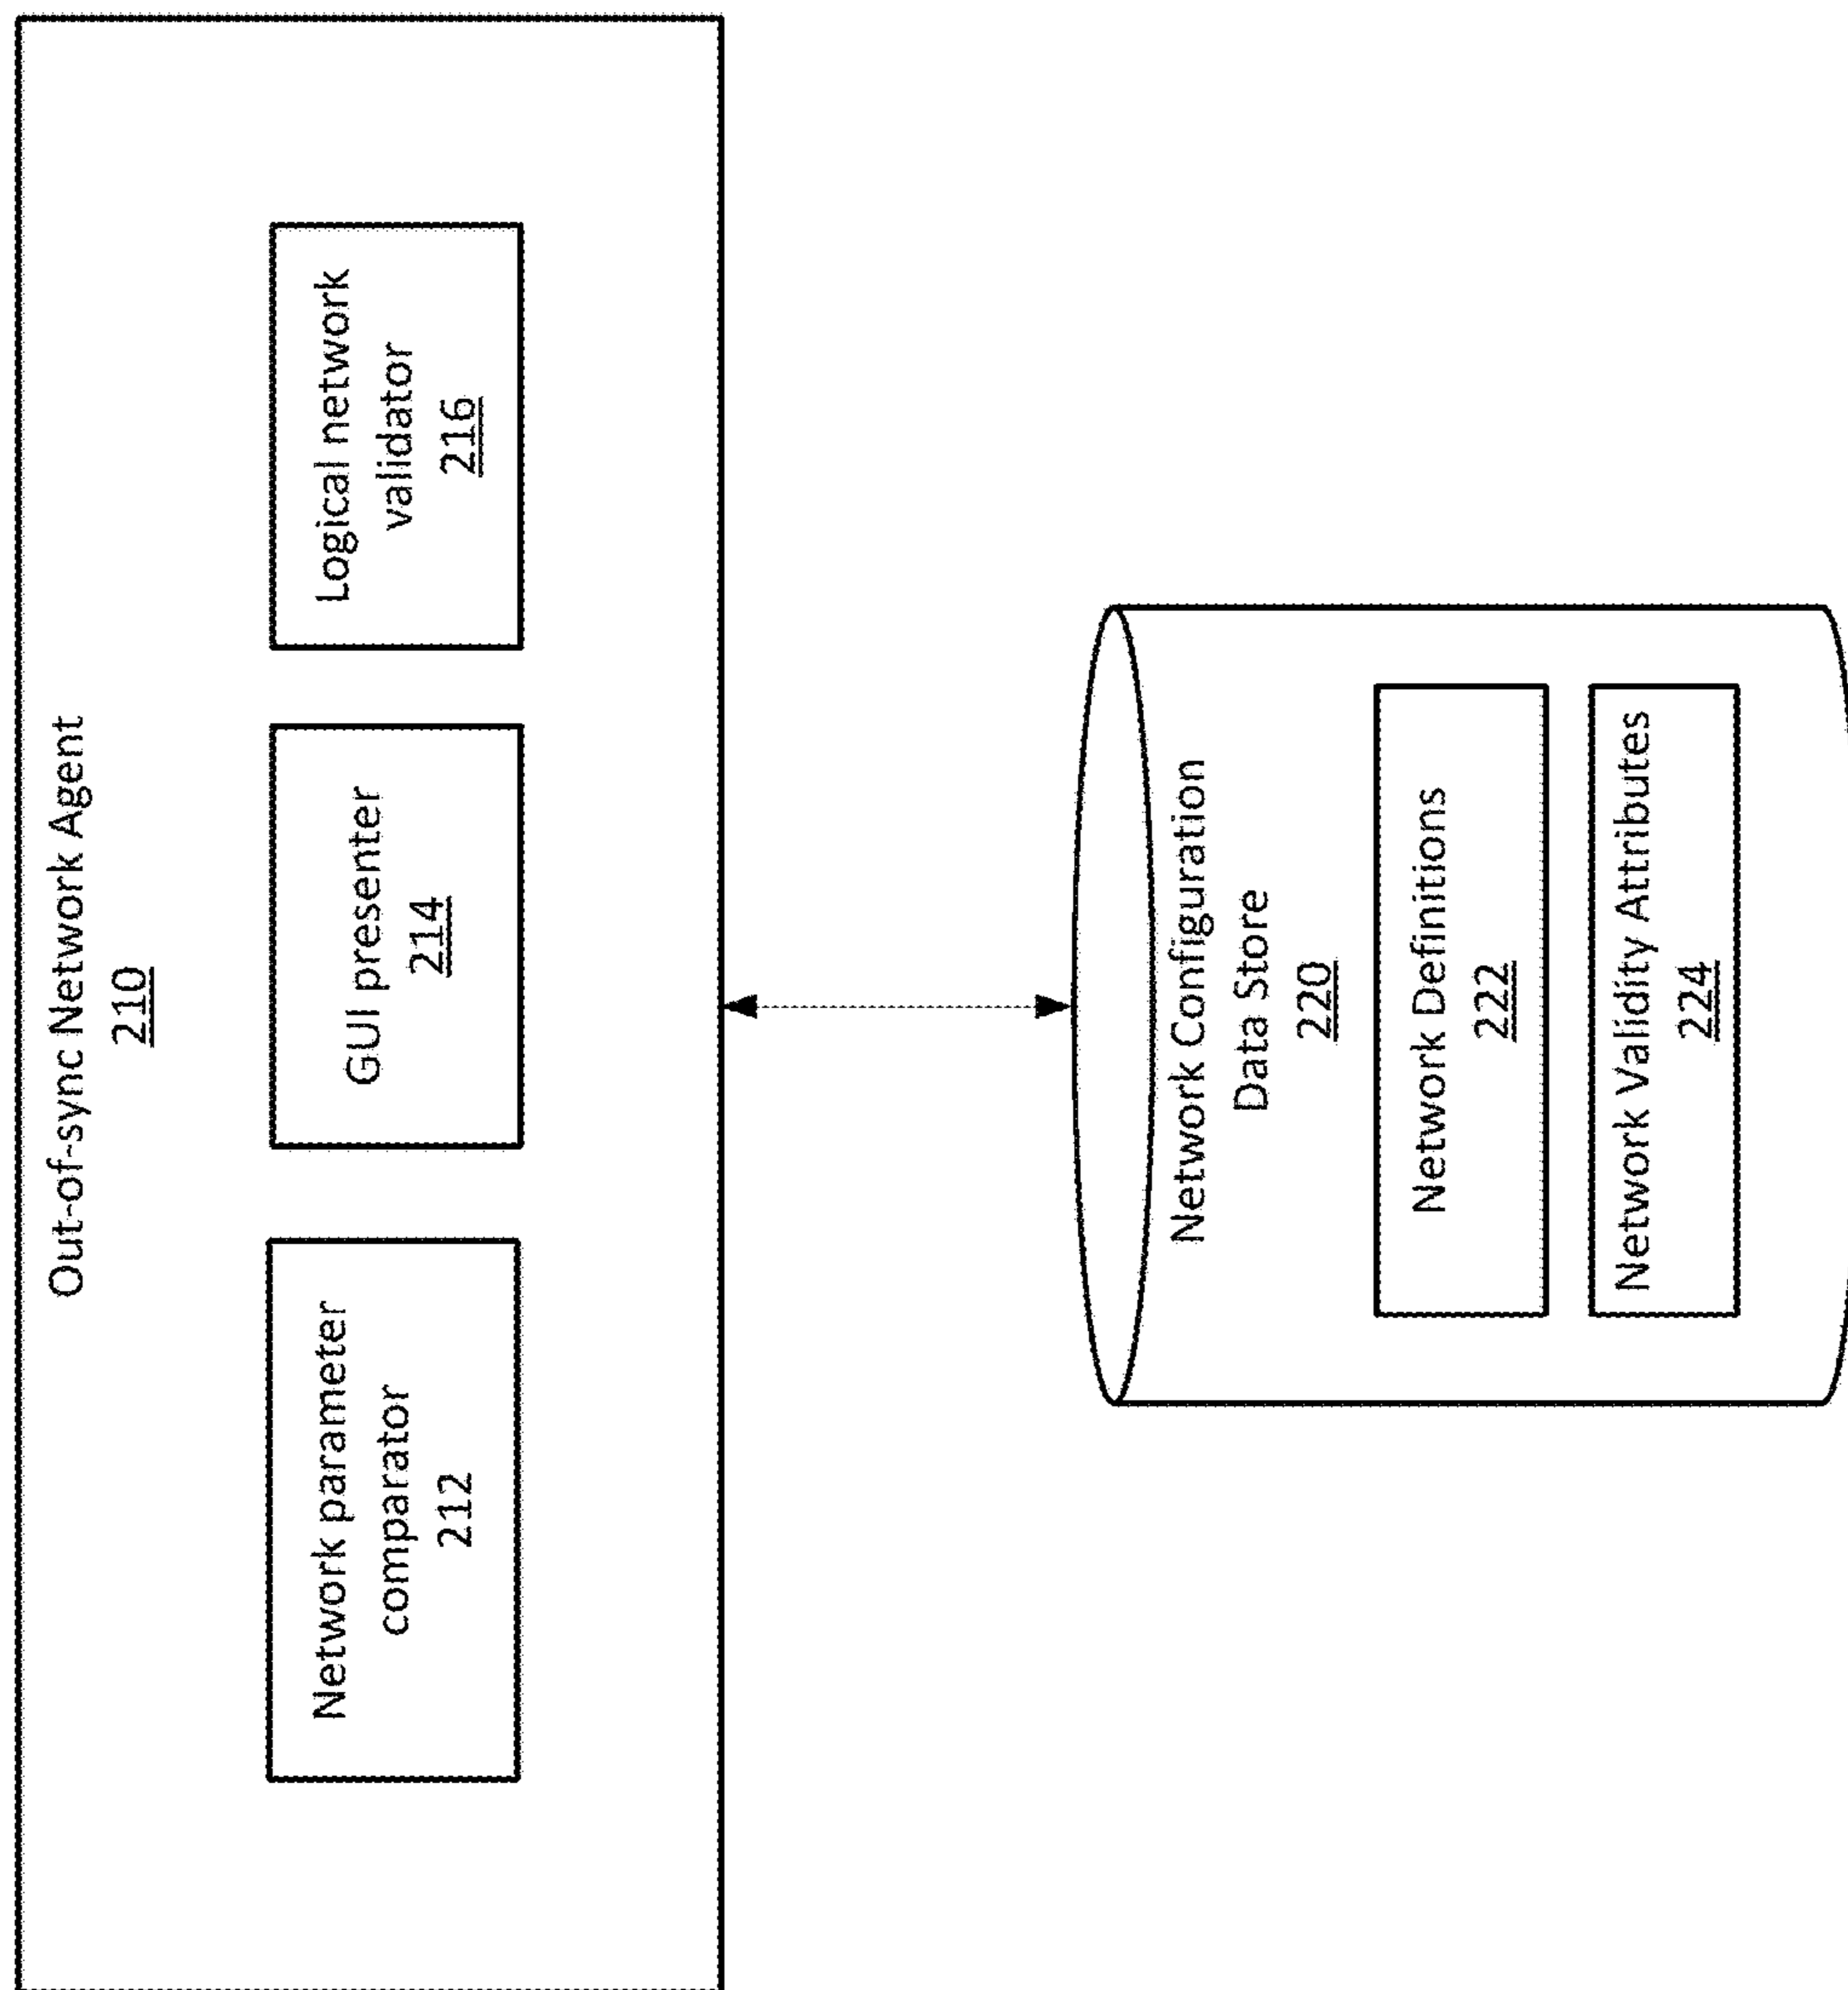 Out-of-sync Network Agent
210
Network parameter
comparator
212
GUI presenter
214
Logical network
validator
216
Network Configuration
Data Store
220
Network Definitions
222
Network Validity Attributes
224